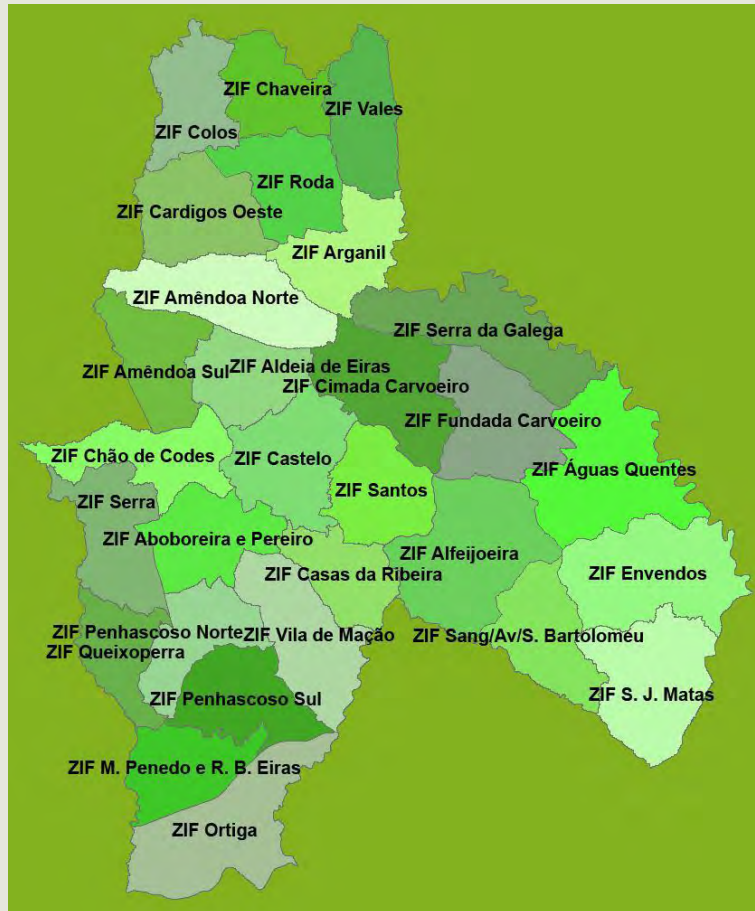 ZIF Chaveira
ZIF Vales
ZIF Colos
ZIF Roda
ZIF Cardigos Oeste
ZIF Arganil
ZIF Amêndoa Norte
ZIF Serra da Galega
ZIF Aldeia de Eiras
ZIF Amêndoa Sul
ZIF Cimada Carvoeiro
ZIF Fundada Carvoeiro
ZIF Chão de Codes
ZIF Castelo
ZIF Águas Quentes
ZIF Santos
ZIF Serra
ZIF Aboboreira e Pereiro
ZIF Alfeijoeira
ZIF Casas da Ribeira
ZIF Envendos
ZIF Penhascoso Norte
ZIF Vila de Mação
ZIF Sang/Av/S. Bartolomeu
ZIF Queixoperra
ZIF S. J. Matas
ZIF Penhascoso Sul
ZIF M. Penedo e R. B. Eiras
ZIF Ortiga